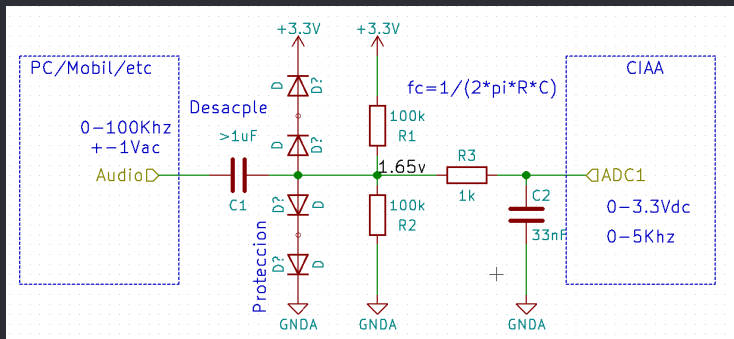 +3.3V
+3.3V
PC/Mobil/etc
CIAA
D
D?
fc=1/(2*pi*R*C)
Desacple
0-100Khz
>1uF
100k
R1
+-1Vac
D
D?
1.65v
R3
Audio
ADC1
C1
1k
C2
D?
D
100k
R2
0-3.3Vdc
33nF
0-5Khz
Proteccion
D?
D
GNDA
GNDA
GNDA